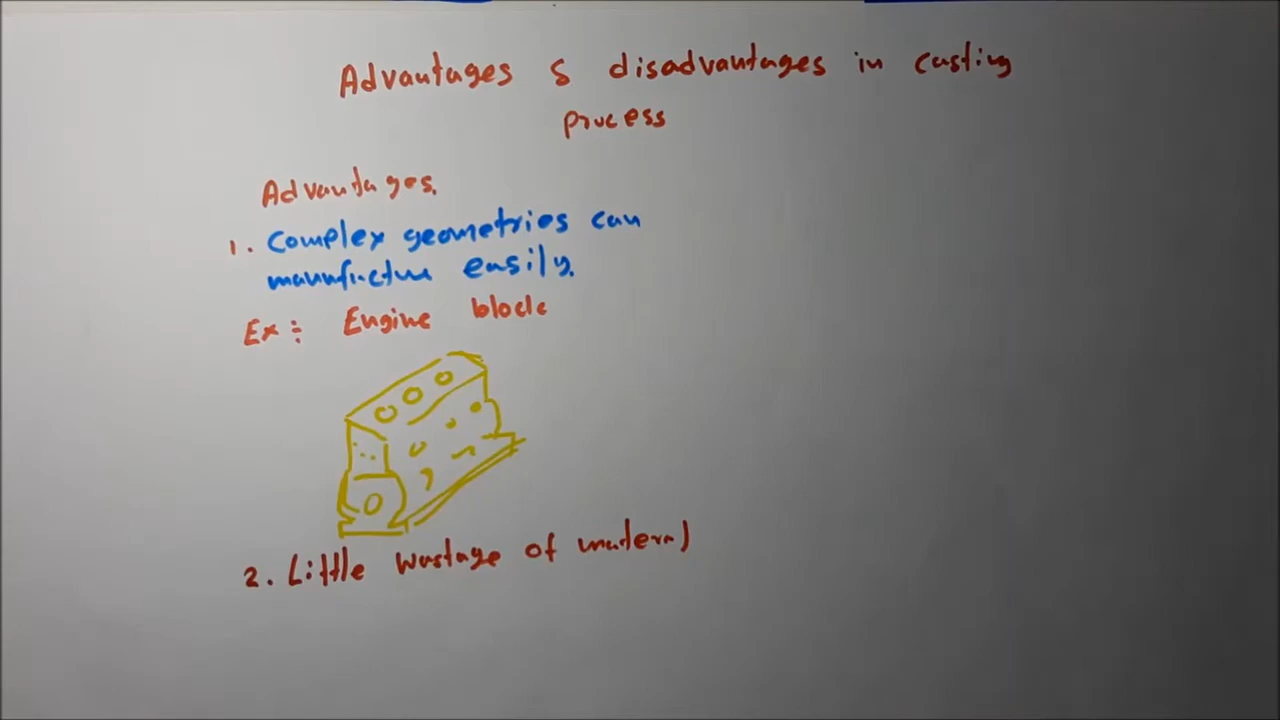 Advantages & disadvantages in casting
process
Advantages.
1. Complex geometries can
manufacture easily.
Ex: Engine block
2. Little wastage of material